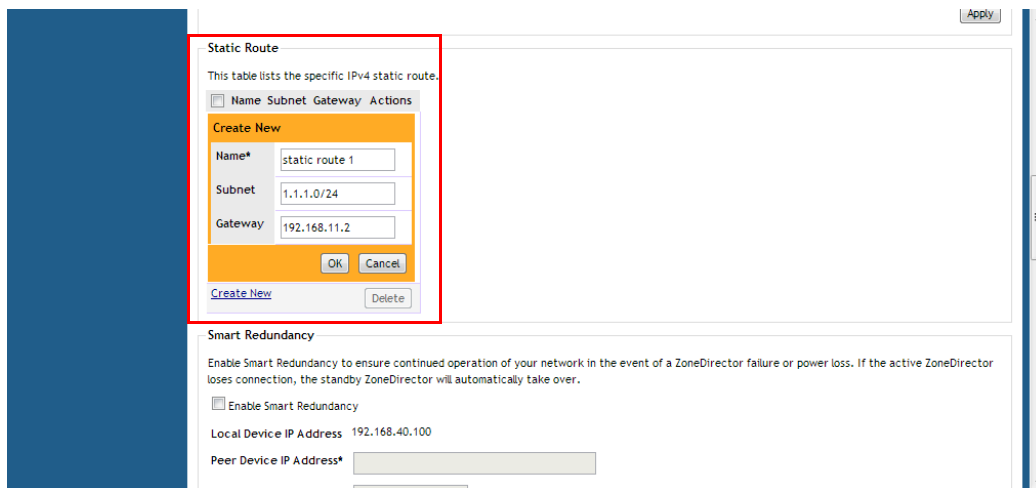 Apply
Static Route
This table lists the specific IPv4 static route.
Name Subnet Gateway Actions
Create New
Name* static route 1
Subnet 1.1.1.0/24
Gateway 192.168.11.2
OK Cancel
Create New Delete
Smart Redundancy
Enable Smart Redundancy to ensure continued operation of your network in the event of a ZoneDirector failure or power loss. If the active ZoneDirector
loses connection, the standby ZoneDirector will automatically take over.
Enable Smart Redundancy
Local Device IP Address 192.168.40.100
Peer Device IP Address*